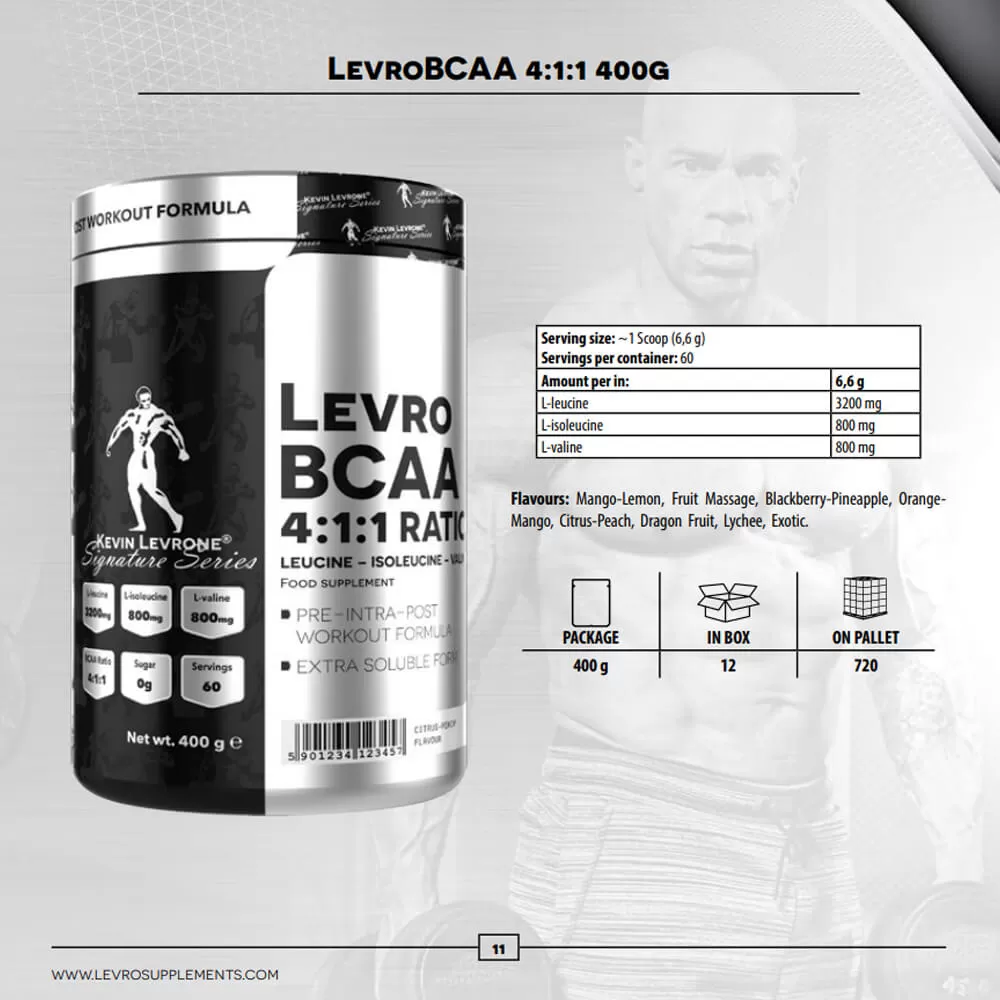 LEVROBCAA 4:1:1 400G
OST WORKOUT FORMULA
KEVIN LEVRONE®
Signature Series
KEVIN LEVRONE®
Signature Series
LEVRO
BCAA
4:1:1 RATIO
LEUCINE – ISOLEUCINE - VALI
FOOD SUPPLEMENT
PRE-INTRA-POST
WORKOUT FORMULA
EXTRA SOLUBLE FORM
KEVIN LEVRONE®
Signature Series
L-leucine
3200mg
L-isoleucine
800mg
L-valine
800mg
BCAA Ratio
4:1:1
Sugar
0g
Servings
60
Net wt. 400 g ℮
5 901234 123457
CITRUS-PEACH
FLAVOUR
Serving size: ~1 Scoop (6,6 g)
Servings per container: 60
Amount per in: 6,6 g
L-leucine 3200 mg
L-isoleucine 800 mg
L-valine 800 mg
Flavours: Mango-Lemon, Fruit Massage, Blackberry-Pineapple, Orange-
Mango, Citrus-Peach, Dragon Fruit, Lychee, Exotic.
PACKAGE IN BOX ON PALLET
400 g 12 720
11
WWW.LEVROSUPPLEMENTS.COM